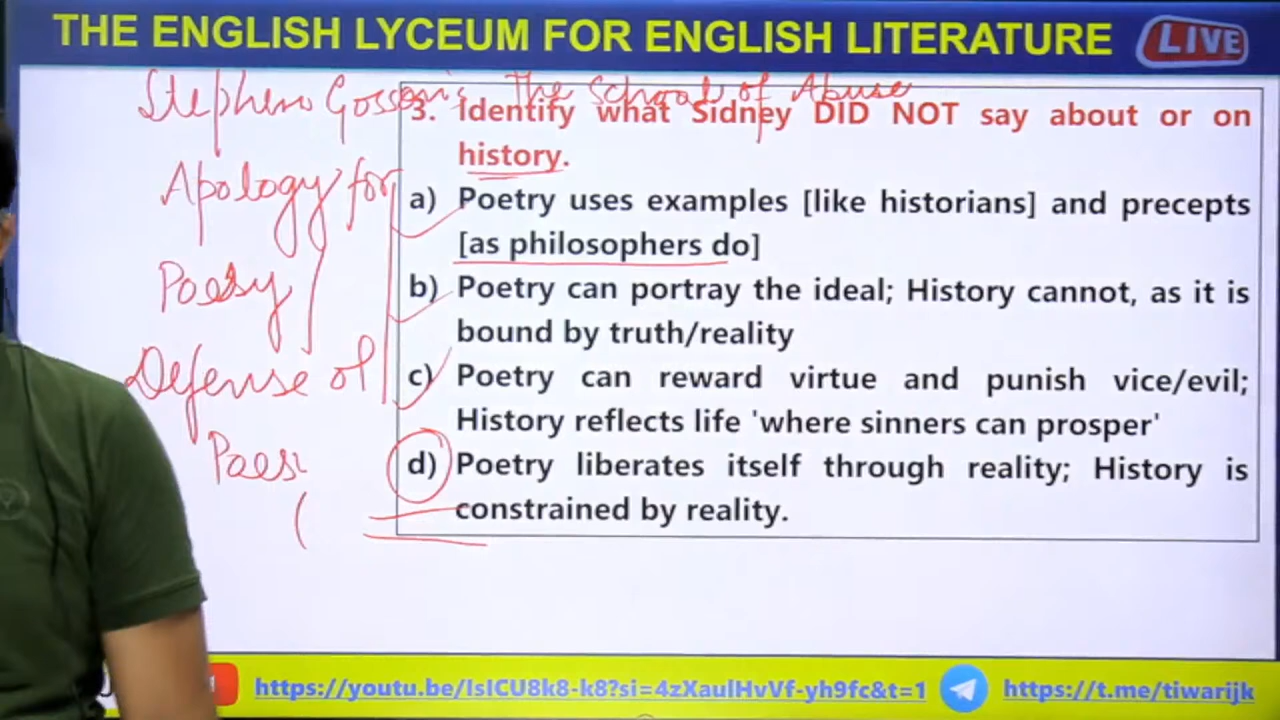 THE ENGLISH LYCEUM FOR ENGLISH LITERATURE
LIVE
Stephens Gosson's The School of Abuse
Apology for
Poetry
Defense of
Poesi
3. Identify what Sidney DID NOT say about or on
history.
a) Poetry uses examples [like historians] and precepts
[as philosophers do]
b) Poetry can portray the ideal; History cannot, as it is
bound by truth/reality
c) Poetry can reward virtue and punish vice/evil;
History reflects life 'where sinners can prosper'
d) Poetry liberates itself through reality; History is
constrained by reality.
https://youtu.be/IsICU8k8-k8?si=4zXaulHvVf-yh9fc&t=1
https://t.me/tiwarijk